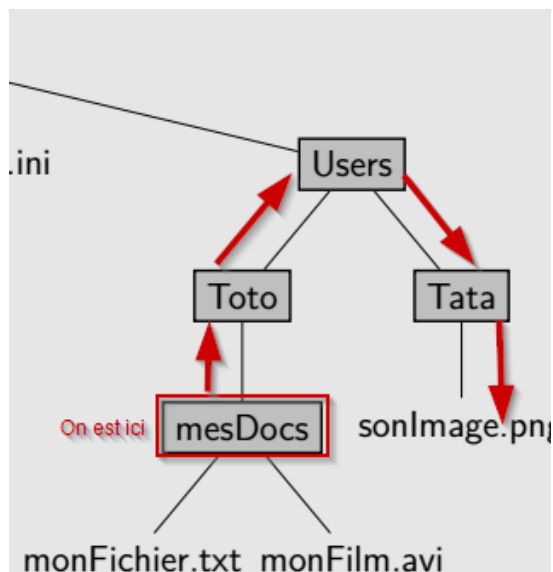 .ini
Users
Toto
Tata
On est ici
mesDocs
sonImage.png
monFichier.txt
monFilm.avi